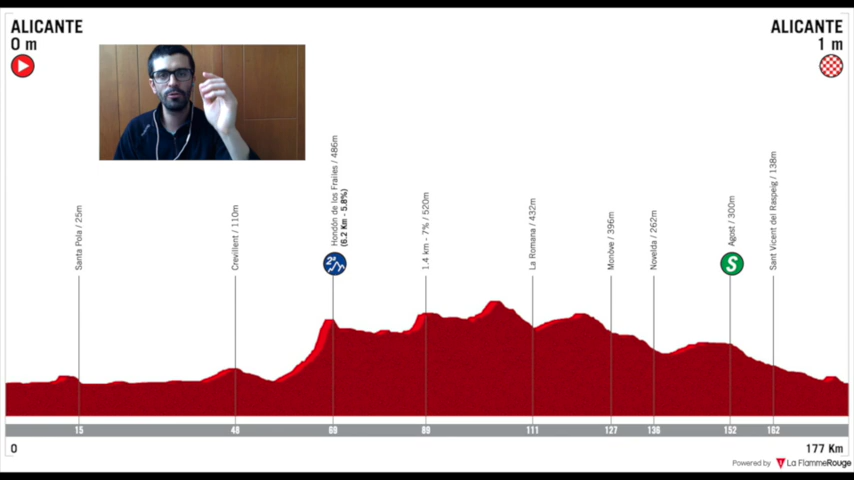 ALICANTE
0 m
ALICANTE
1 m
Santa Pola / 25m
Crevillent / 110m
Hondón de los Frailes / 486m
(6.2 Km - 5.8%)
2ª
1.4 km - 7% / 520m
La Romana / 432m
Monòve / 396m
Novelda / 262m
Agost / 300m
S
Sant Vicent del Raspeig / 138m
15
48
69
89
111
127
136
152
162
0
177 Km
Powered by La FlammeRouge